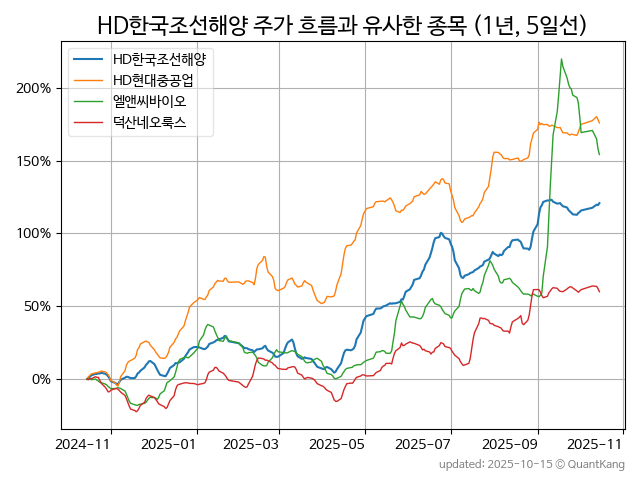 HD한국조선해양 주가 흐름과 유사한 종목 (1년, 5일선)
HD한국조선해양
HD현대중공업
엘앤씨바이오
덕산네오룩스
200%
150%
100%
50%
0%
2024-11
2025-01
2025-03
2025-05
2025-07
2025-09
2025-11
updated: 2025-10-15 © QuantKang